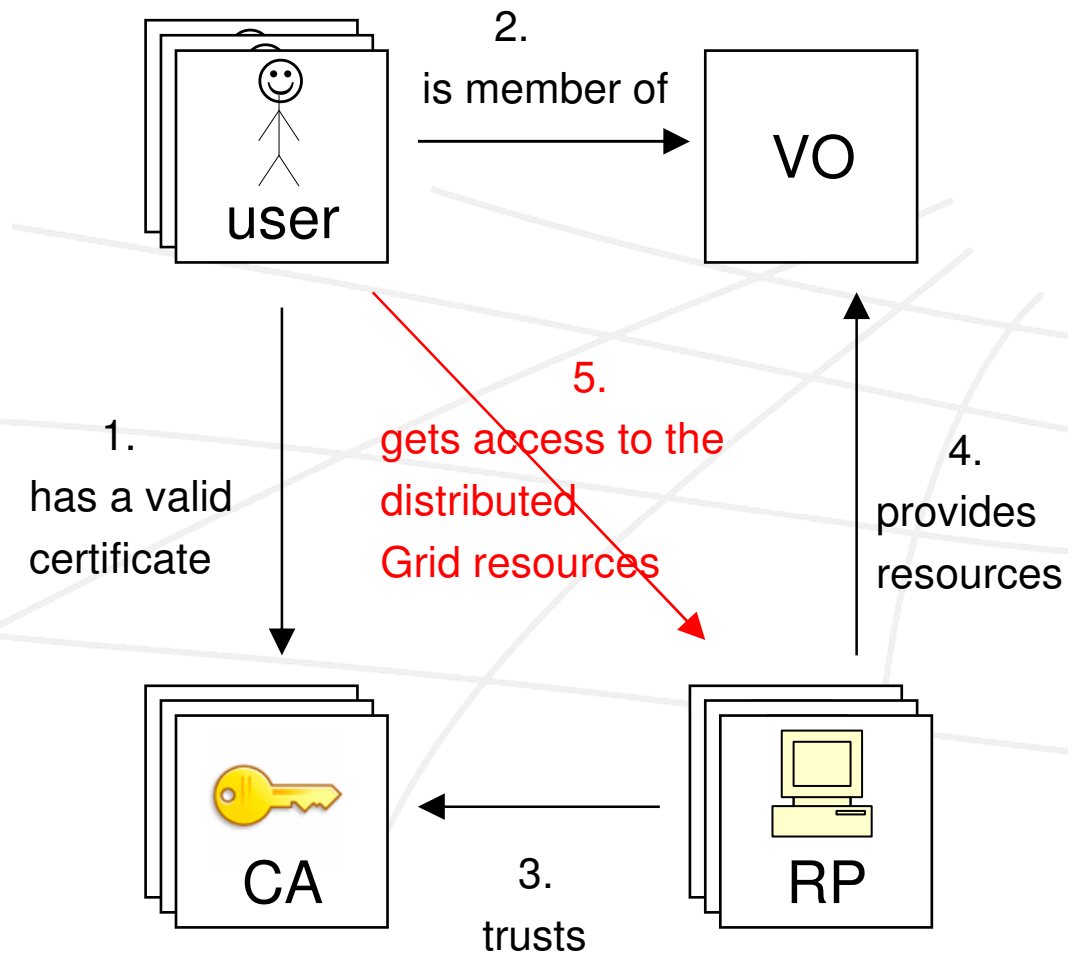 2.
is member of
user
VO
1.
has a valid
certificate
5.
gets access to the
distributed
Grid resources
4.
provides
resources
CA
3.
trusts
RP